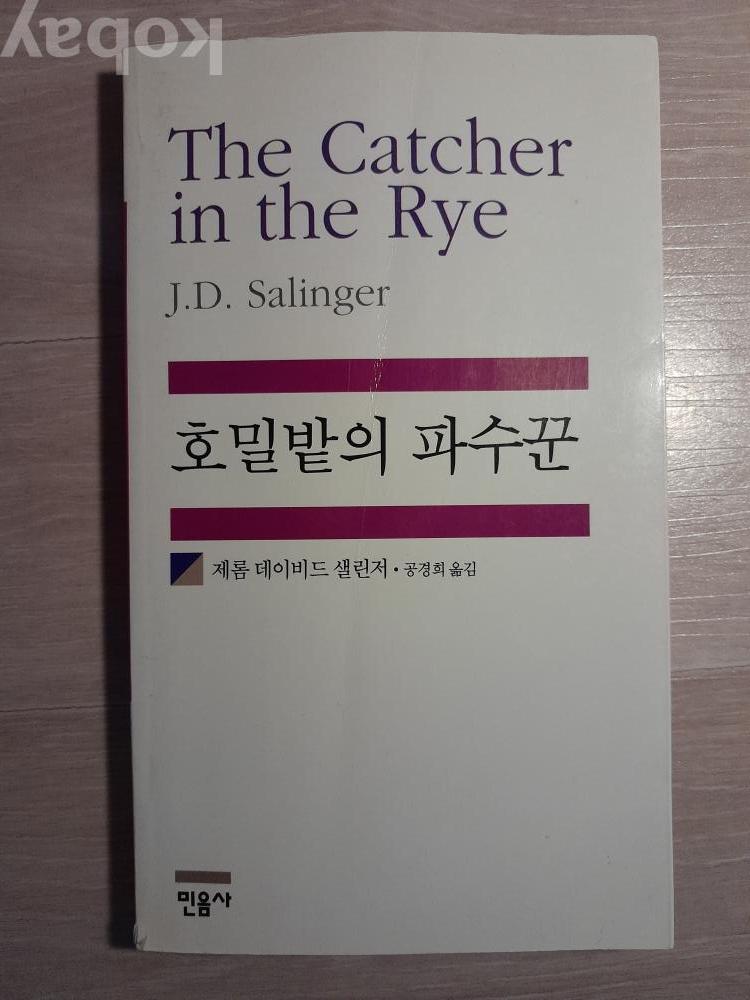 kobay
The Catcher
in the Rye
J.D. Salinger
호밀밭의 파수꾼
제롬 데이비드 샐린저 · 공경희 옮김
민음사